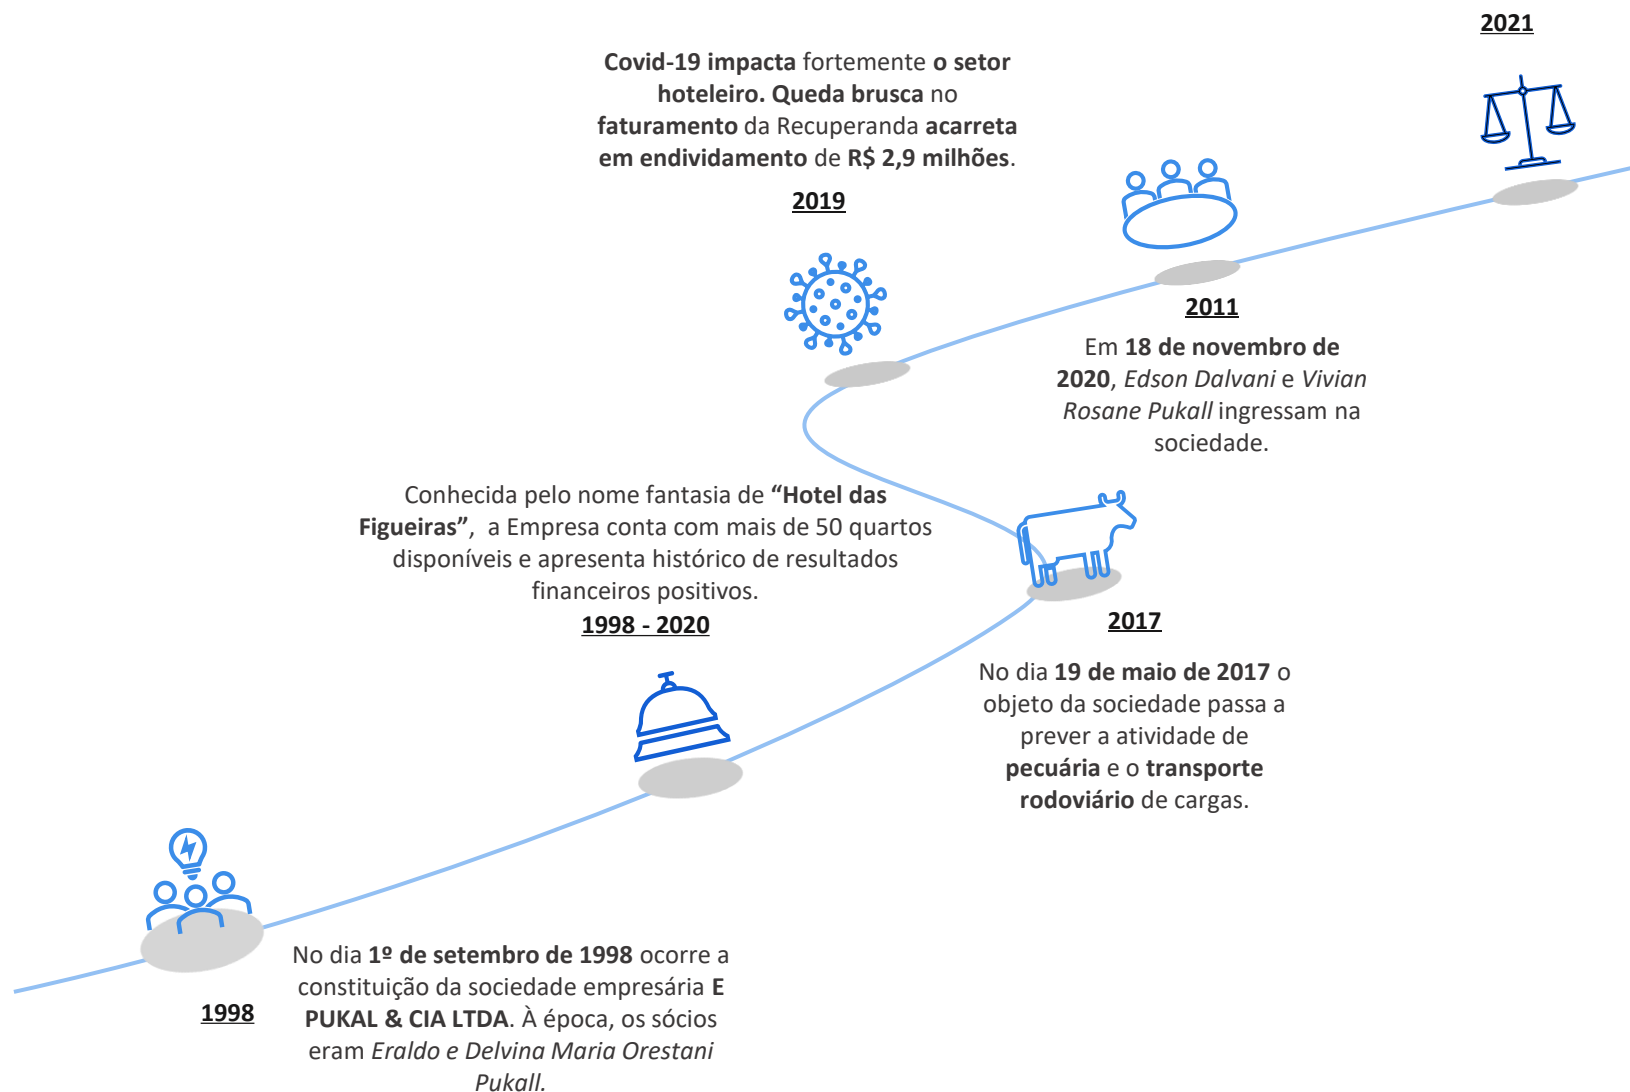 2021
Covid-19 impacta fortemente o setor
hoteleiro. Queda brusca no
faturamento da Recuperanda acarreta
em endividamento de R$ 2,9 milhões.
2019
2011
Em 18 de novembro de
2020, Edson Dalvani e Vivian
Rosane Pukall ingressam na
sociedade.
Conhecida pelo nome fantasia de “Hotel das
Figueiras”, a Empresa conta com mais de 50 quartos
disponíveis e apresenta histórico de resultados
financeiros positivos.
1998 - 2020
2017
No dia 19 de maio de 2017 o
objeto da sociedade passa a
prever a atividade de
pecuária e o transporte
rodoviário de cargas.
1998
No dia 1º de setembro de 1998 ocorre a
constituição da sociedade empresária E
PUKAL & CIA LTDA. À época, os sócios
eram Eraldo e Delvina Maria Orestani
Pukall.